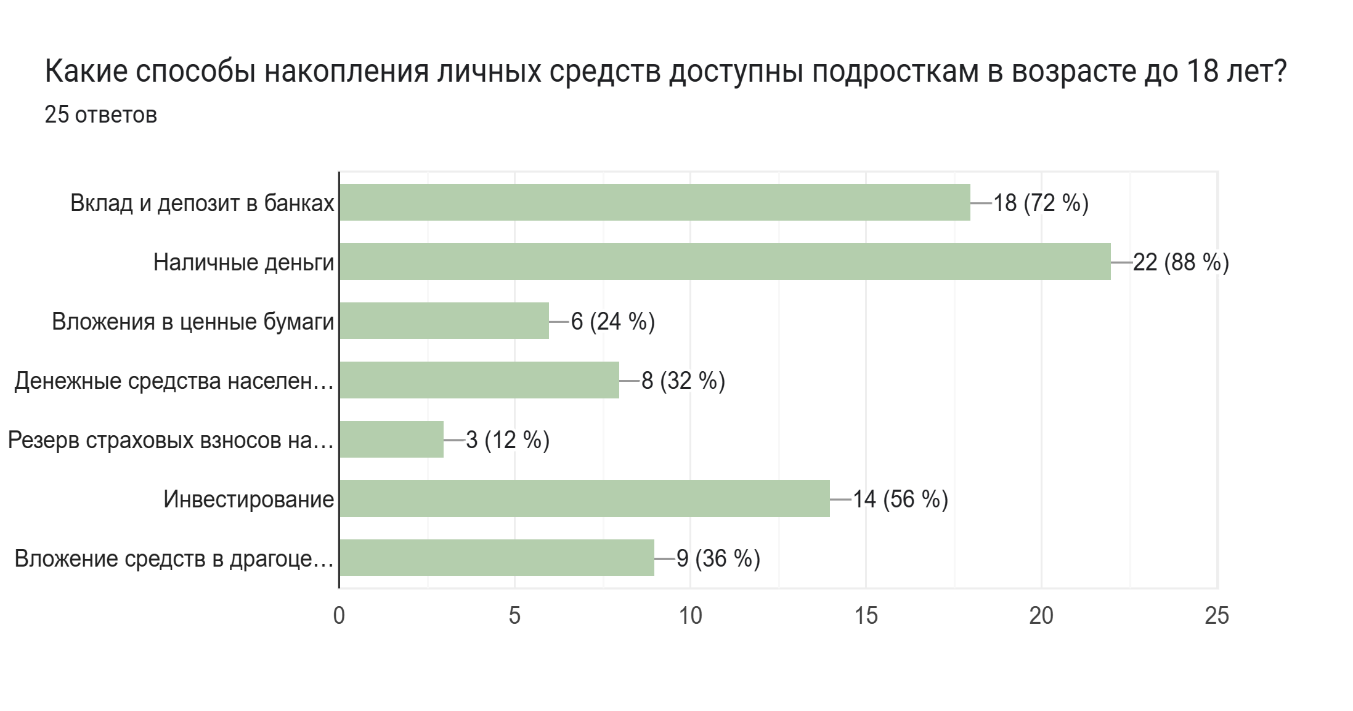 Какие способы накопления личных средств доступны подросткам в возрасте до 18 лет?
25 ответов
Вклад и депозит в банках 18 (72 %)
Наличные деньги 22 (88 %)
Вложения в ценные бумаги 6 (24 %)
Денежные средства населен… 8 (32 %)
Резерв страховых взносов на… 3 (12 %)
Инвестирование 14 (56 %)
Вложение средств в драгоце… 9 (36 %)
0 5 10 15 20 25